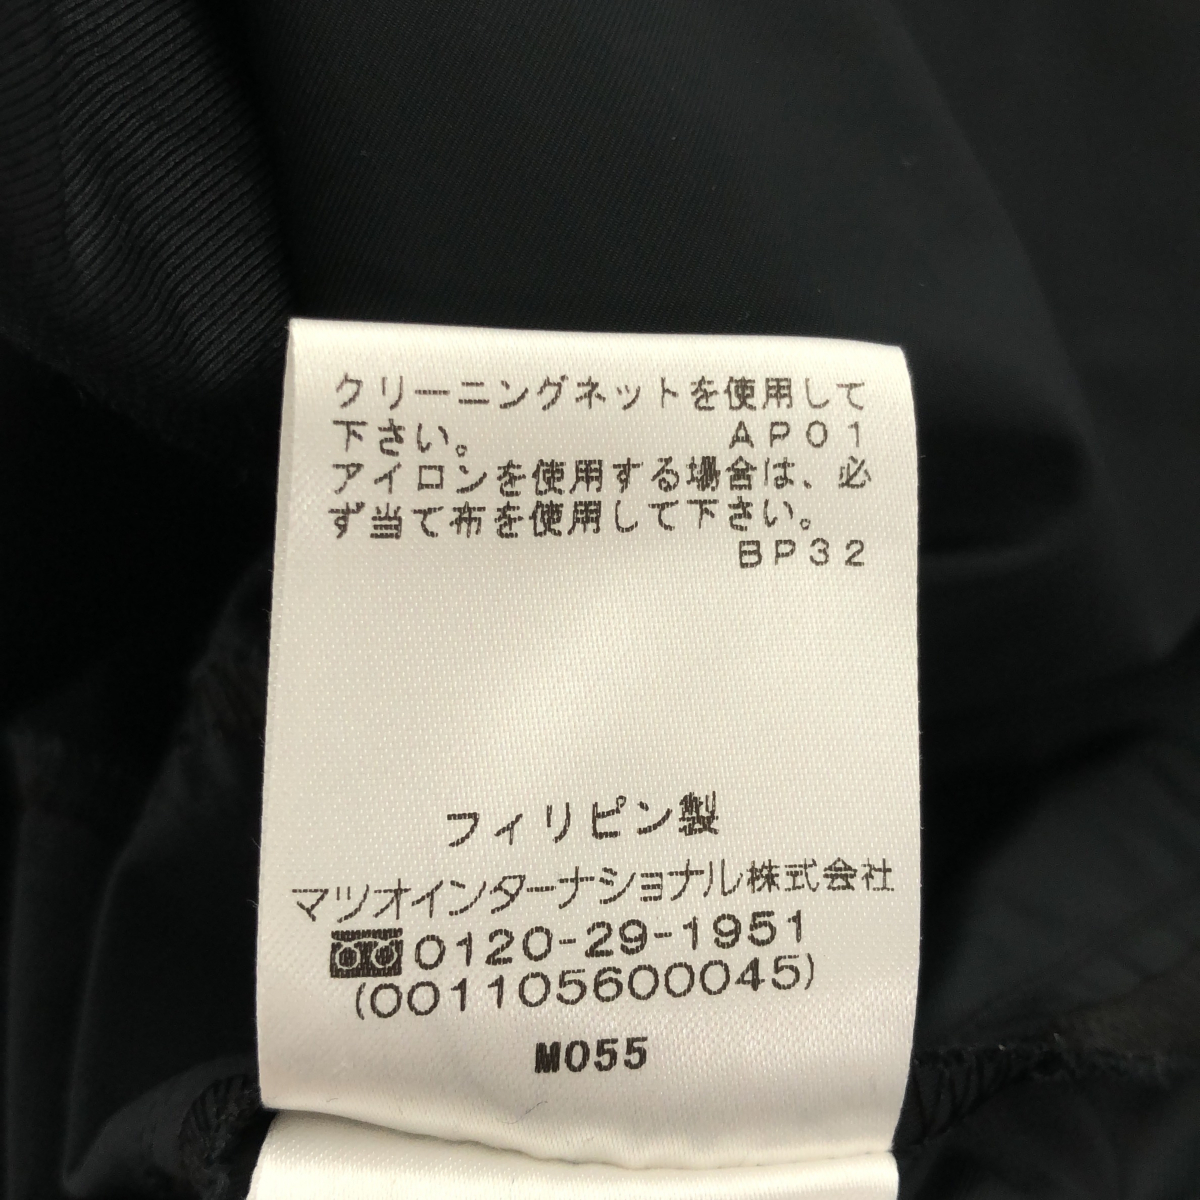 クリーニングネットを使用して
下さい。 AP01
アイロンを使用する場合は、必
ず当て布を使用して下さい。
BP32
フィリピン製
マツオインターナショナル株式会社
0120-29-1951
(001105600045)
M055